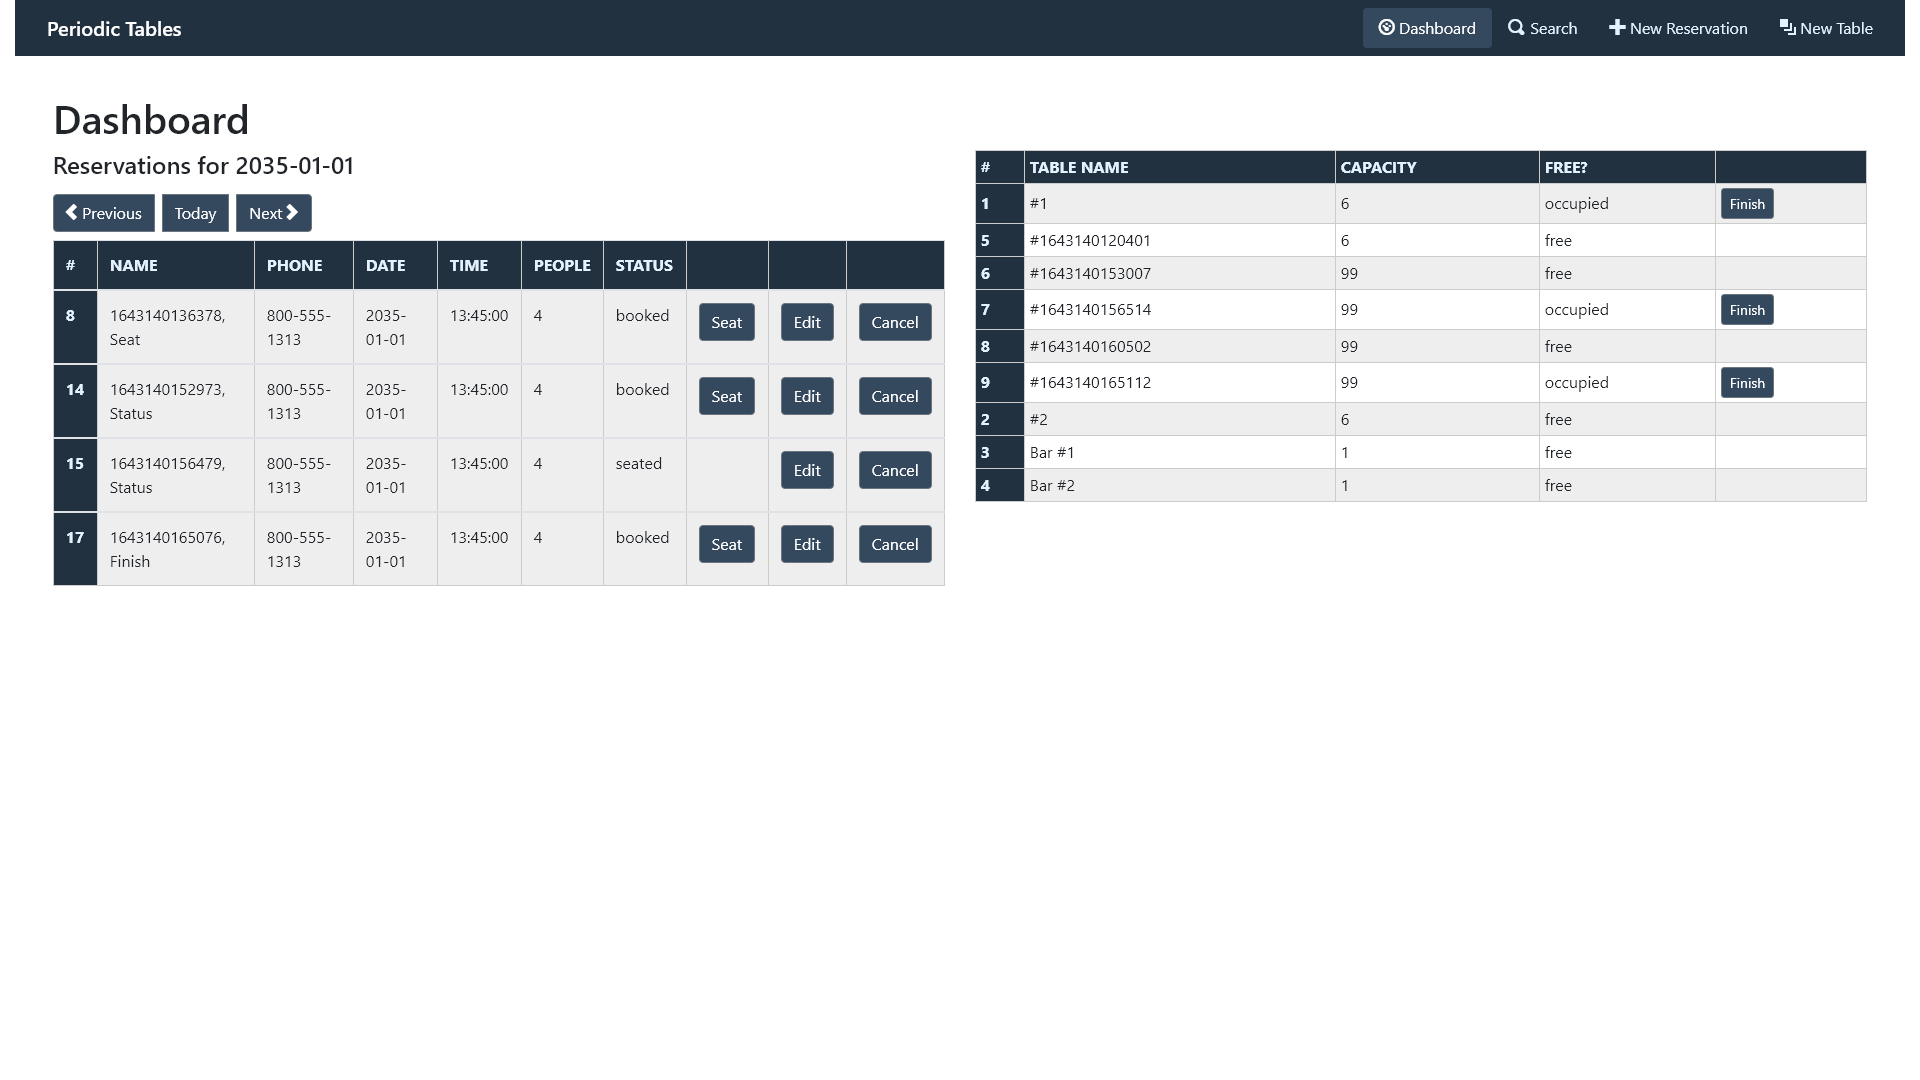 Periodic Tables
Dashboard Search New Reservation New Table
Dashboard
Reservations for 2035-01-01
Previous Today Next
# NAME PHONE DATE TIME PEOPLE STATUS
8 1643140136378, 800-555- 2035- 13:45:00 4 booked Seat Edit Cancel
Seat 1313 01-01
14 1643140152973, 800-555- 2035- 13:45:00 4 booked Seat Edit Cancel
Status 1313 01-01
15 1643140156479, 800-555- 2035- 13:45:00 4 seated Edit Cancel
Status 1313 01-01
17 1643140165076, 800-555- 2035- 13:45:00 4 booked Seat Edit Cancel
Finish 1313 01-01
# TABLE NAME CAPACITY FREE?
1 #1 6 occupied Finish
5 #1643140120401 6 free
6 #1643140153007 99 free
7 #1643140156514 99 occupied Finish
8 #1643140160502 99 free
9 #1643140165112 99 occupied Finish
2 #2 6 free
3 Bar #1 1 free
4 Bar #2 1 free